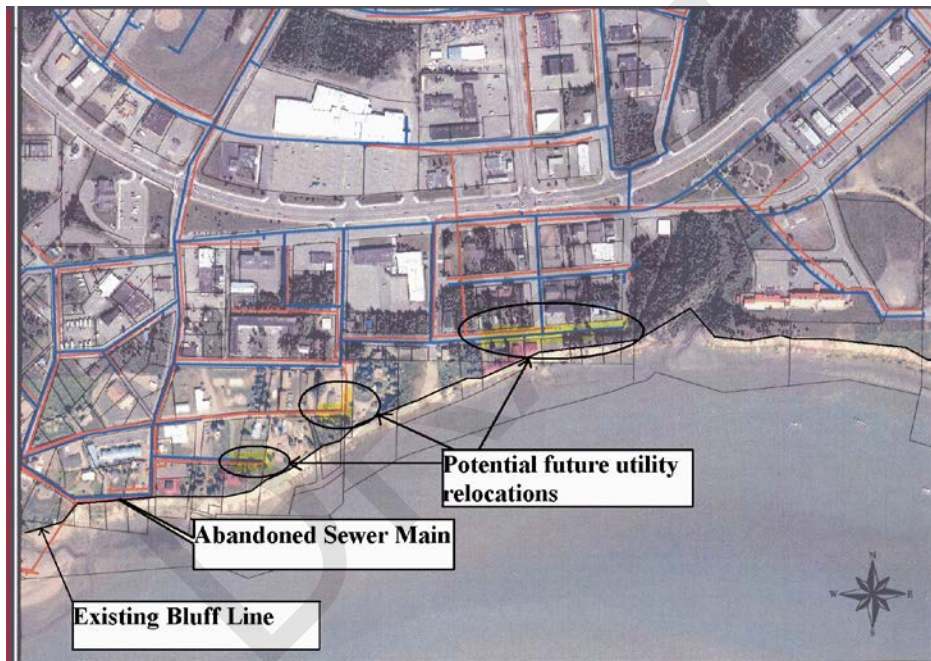 Potential future utility
relocations
Abandoned Sewer Main
Existing Bluff Line
N
W E
S